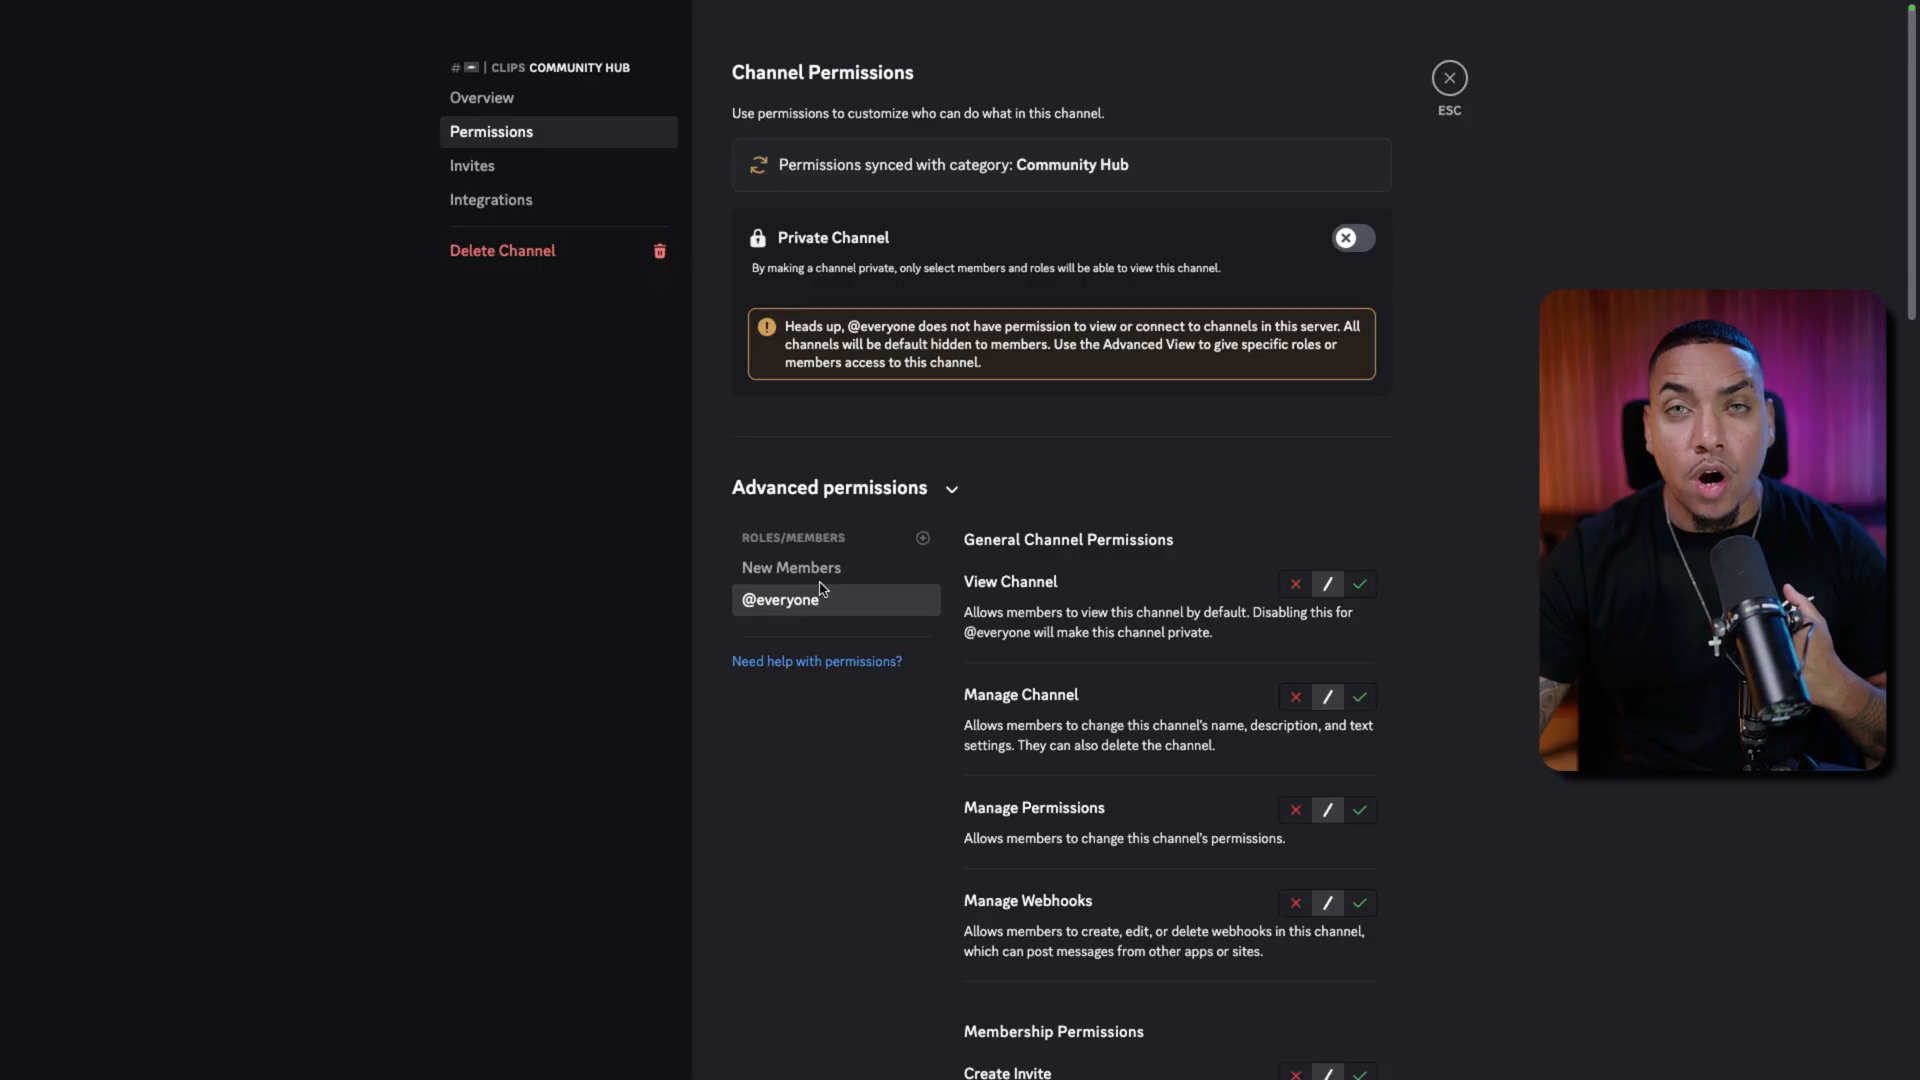 # | CLIPS COMMUNITY HUB
Overview
Permissions
Invites
Integrations
Delete Channel
Channel Permissions
Use permissions to customize who can do what in this channel.
Permissions synced with category: Community Hub
Private Channel
By making a channel private, only select members and roles will be able to view this channel.
Heads up, @everyone does not have permission to view or connect to channels in this server. All
channels will be default hidden to members. Use the Advanced View to give specific roles or
members access to this channel.
ESC
Advanced permissions
ROLES/MEMBERS
New Members
@everyone
Need help with permissions?
General Channel Permissions
View Channel
Allows members to view this channel by default. Disabling this for
@everyone will make this channel private.
Manage Channel
Allows members to change this channel's name, description, and text
settings. They can also delete the channel.
Manage Permissions
Allows members to change this channel's permissions.
Manage Webhooks
Allows members to create, edit, or delete webhooks in this channel,
which can post messages from other apps or sites.
Membership Permissions
Create Invite